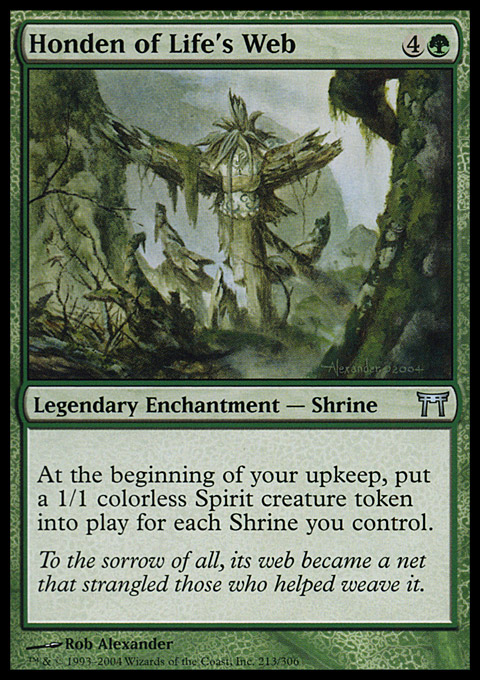 Honden of Life's Web
4
Alexander ©2004
Legendary Enchantment — Shrine
At the beginning of your upkeep, put
a 1/1 colorless Spirit creature token
into play for each Shrine you control.
To the sorrow of all, its web became a net
that strangled those who helped weave it.
Rob Alexander
™ & © 1993–2004 Wizards of the Coast, Inc. 213/306